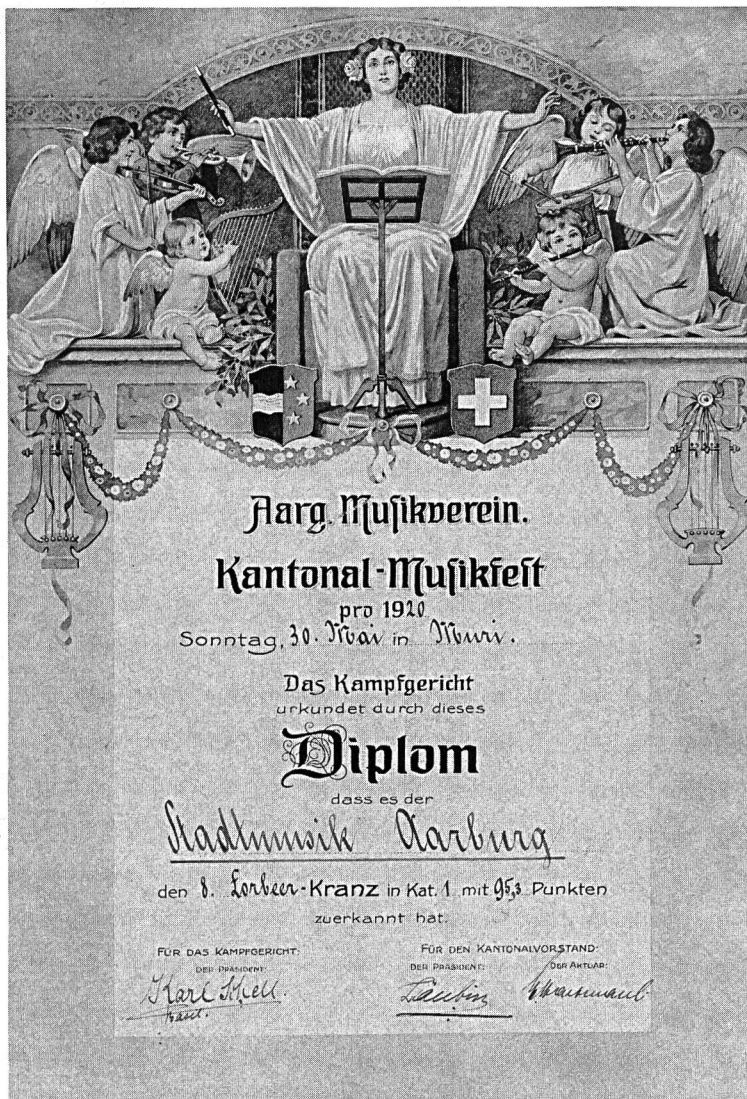 Aarg. Musikverein.
Kantonal-Musikfest
pro 1920
Sonntag, 30. Mai in Muri.
Das Kampfgericht
urkundet durch dieses
Diplom
dass es der
Stadtmusik Aarburg
den 8. Lorbeer-Kranz in Kat. 1 mit 95,3 Punkten
zuerkannt hat.
FÜR DAS KAMPFGERICHT: FÜR DEN KANTONALVORSTAND:
DER PRÄSIDENT: DER PRÄSIDENT: DER AKTUAR:
Karl Schell.
Basel.